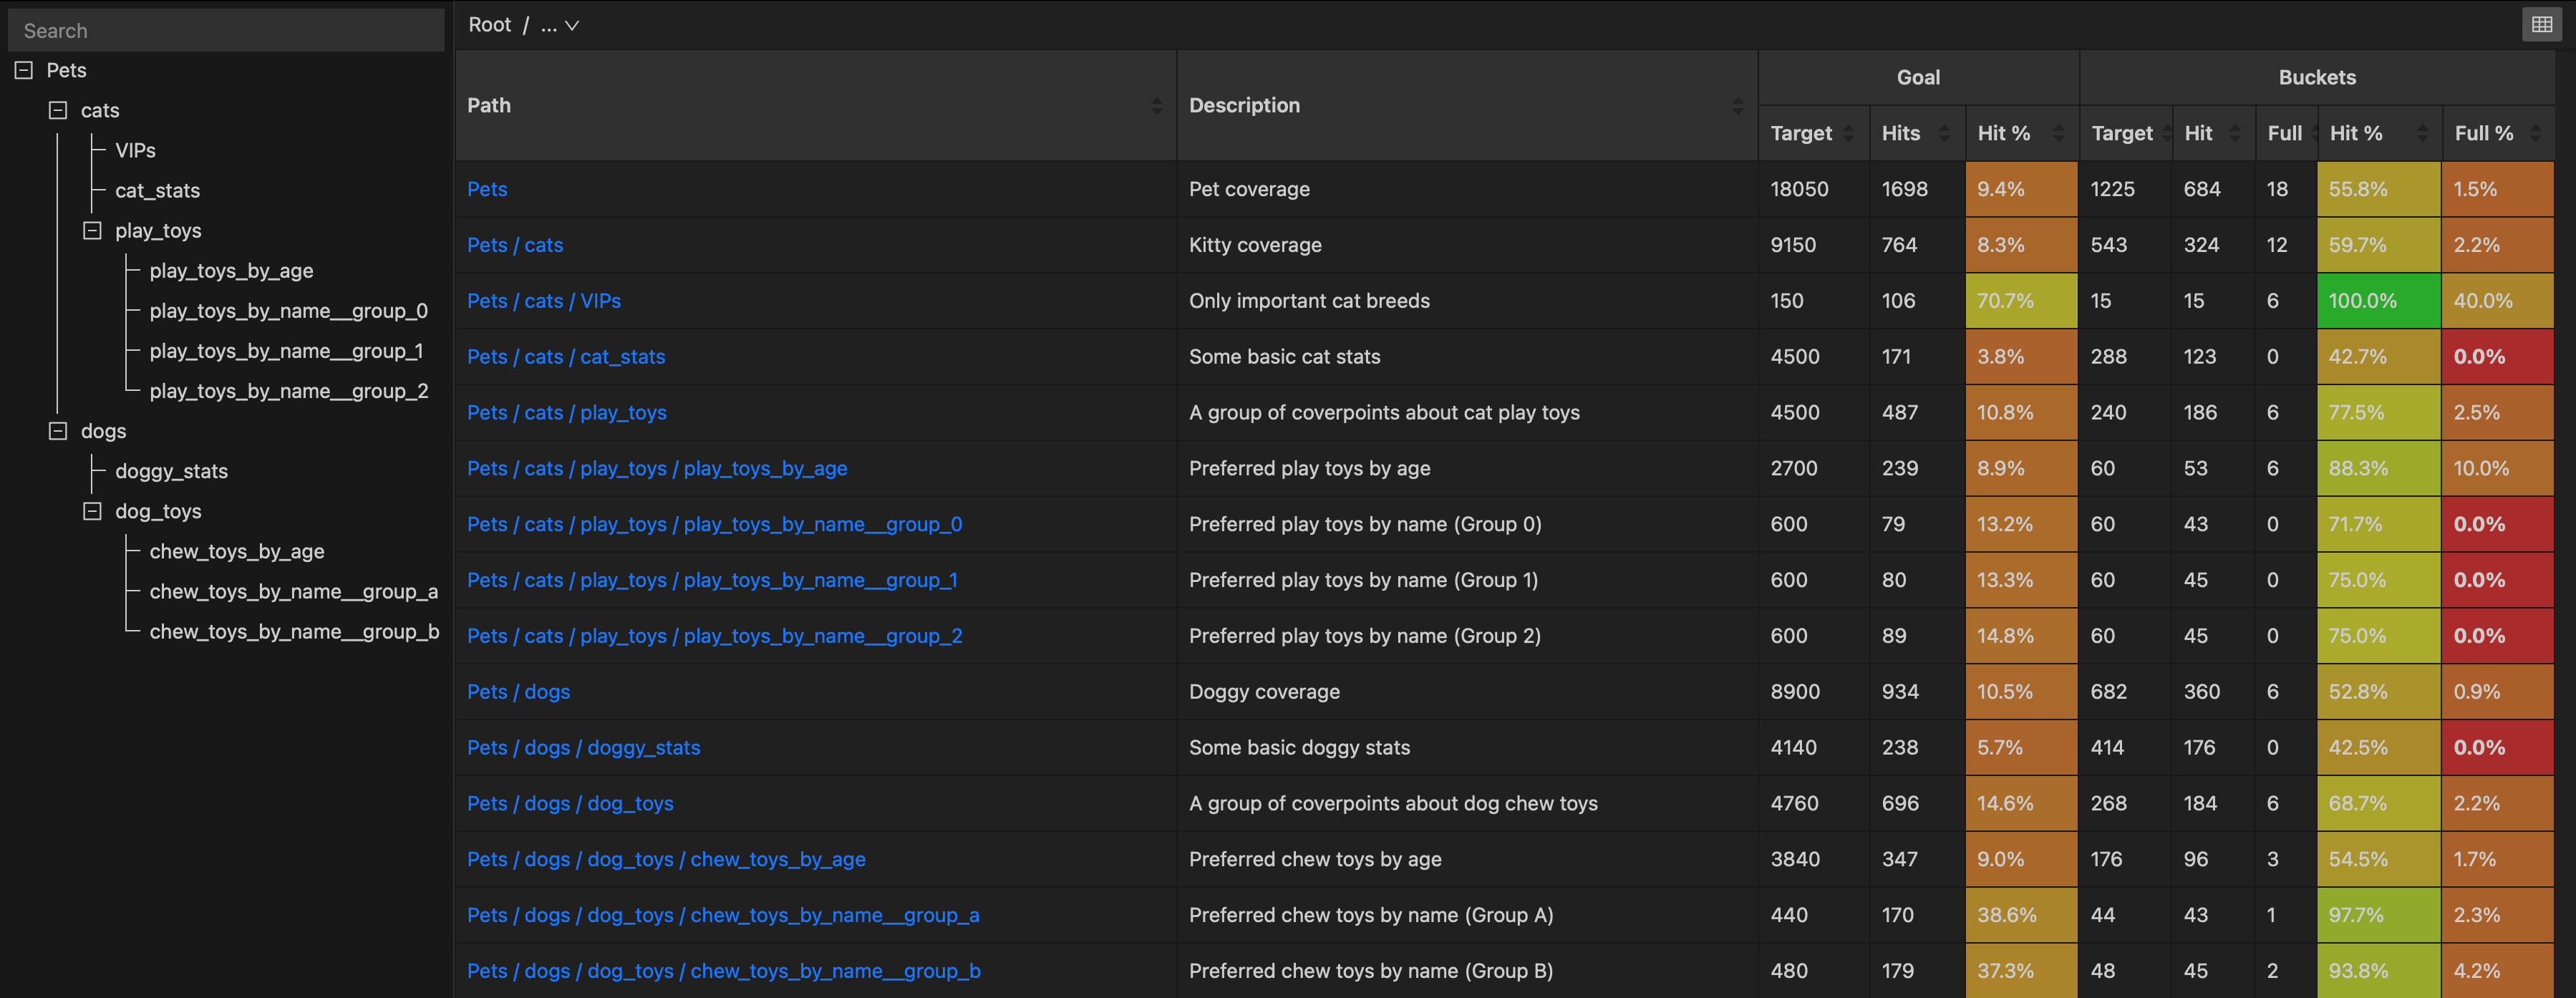 Search
Pets
cats
VIPs
cat_stats
play_toys
play_toys_by_age
play_toys_by_name__group_0
play_toys_by_name__group_1
play_toys_by_name__group_2
dogs
doggy_stats
dog_toys
chew_toys_by_age
chew_toys_by_name__group_a
chew_toys_by_name__group_b
Root / ...
Path Description Goal Buckets
Target Hits Hit % Target Hit Full Hit % Full %
Pets Pet coverage 18050 1698 9.4% 1225 684 18 55.8% 1.5%
Pets / cats Kitty coverage 9150 764 8.3% 543 324 12 59.7% 2.2%
Pets / cats / VIPs Only important cat breeds 150 106 70.7% 15 15 6 100.0% 40.0%
Pets / cats / cat_stats Some basic cat stats 4500 171 3.8% 288 123 0 42.7% 0.0%
Pets / cats / play_toys A group of coverpoints about cat play toys 4500 487 10.8% 240 186 6 77.5% 2.5%
Pets / cats / play_toys / play_toys_by_age Preferred play toys by age 2700 239 8.9% 60 53 6 88.3% 10.0%
Pets / cats / play_toys / play_toys_by_name__group_0 Preferred play toys by name (Group 0) 600 79 13.2% 60 43 0 71.7% 0.0%
Pets / cats / play_toys / play_toys_by_name__group_1 Preferred play toys by name (Group 1) 600 80 13.3% 60 45 0 75.0% 0.0%
Pets / cats / play_toys / play_toys_by_name__group_2 Preferred play toys by name (Group 2) 600 89 14.8% 60 45 0 75.0% 0.0%
Pets / dogs Doggy coverage 8900 934 10.5% 682 360 6 52.8% 0.9%
Pets / dogs / doggy_stats Some basic doggy stats 4140 238 5.7% 414 176 0 42.5% 0.0%
Pets / dogs / dog_toys A group of coverpoints about dog chew toys 4760 696 14.6% 268 184 6 68.7% 2.2%
Pets / dogs / dog_toys / chew_toys_by_age Preferred chew toys by age 3840 347 9.0% 176 96 3 54.5% 1.7%
Pets / dogs / dog_toys / chew_toys_by_name__group_a Preferred chew toys by name (Group A) 440 170 38.6% 44 43 1 97.7% 2.3%
Pets / dogs / dog_toys / chew_toys_by_name__group_b Preferred chew toys by name (Group B) 480 179 37.3% 48 45 2 93.8% 4.2%